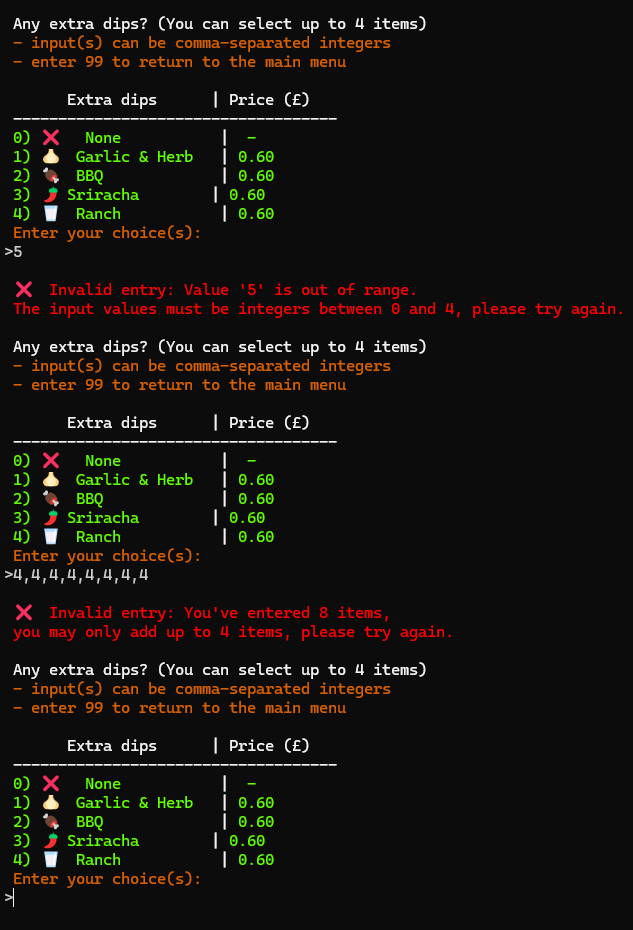 Any extra dips? (You can select up to 4 items)
- input(s) can be comma-separated integers
- enter 99 to return to the main menu
Extra dips | Price (£)
------------------------------------
0) ❌ None | -
1) 🧄 Garlic & Herb | 0.60
2) 🍖 BBQ | 0.60
3) 🌶 Sriracha | 0.60
4) 🥛 Ranch | 0.60
Enter your choice(s):
>5
❌ Invalid entry: Value '5' is out of range.
The input values must be integers between 0 and 4, please try again.
Any extra dips? (You can select up to 4 items)
- input(s) can be comma-separated integers
- enter 99 to return to the main menu
Extra dips | Price (£)
------------------------------------
0) ❌ None | -
1) 🧄 Garlic & Herb | 0.60
2) 🍖 BBQ | 0.60
3) 🌶 Sriracha | 0.60
4) 🥛 Ranch | 0.60
Enter your choice(s):
>4,4,4,4,4,4,4,4
❌ Invalid entry: You've entered 8 items,
you may only add up to 4 items, please try again.
Any extra dips? (You can select up to 4 items)
- input(s) can be comma-separated integers
- enter 99 to return to the main menu
Extra dips | Price (£)
------------------------------------
0) ❌ None | -
1) 🧄 Garlic & Herb | 0.60
2) 🍖 BBQ | 0.60
3) 🌶 Sriracha | 0.60
4) 🥛 Ranch | 0.60
Enter your choice(s):
>